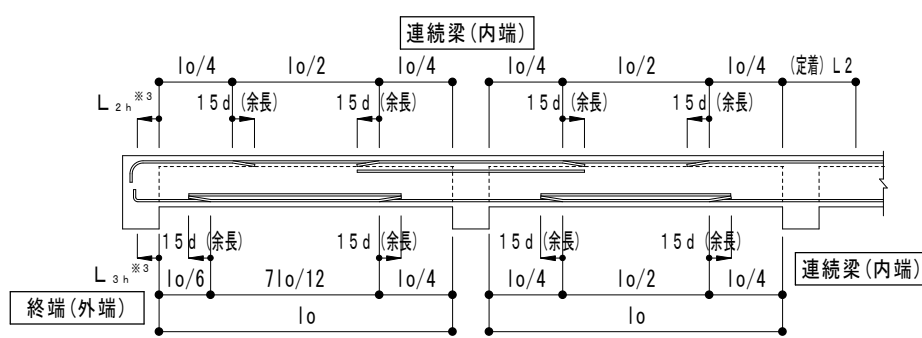 連続梁(内端)
lo/4 lo/2 lo/4 lo/4 lo/2 lo/4 (定着) L2
L2h※3 15d (余長) 15d (余長) 15d (余長) 15d (余長)
15d (余長) 15d (余長) 15d (余長) 15d (余長)
L3h※3 lo/6 7lo/12 lo/4 lo/4 lo/2 lo/4 連続梁(内端)
終端(外端) lo lo